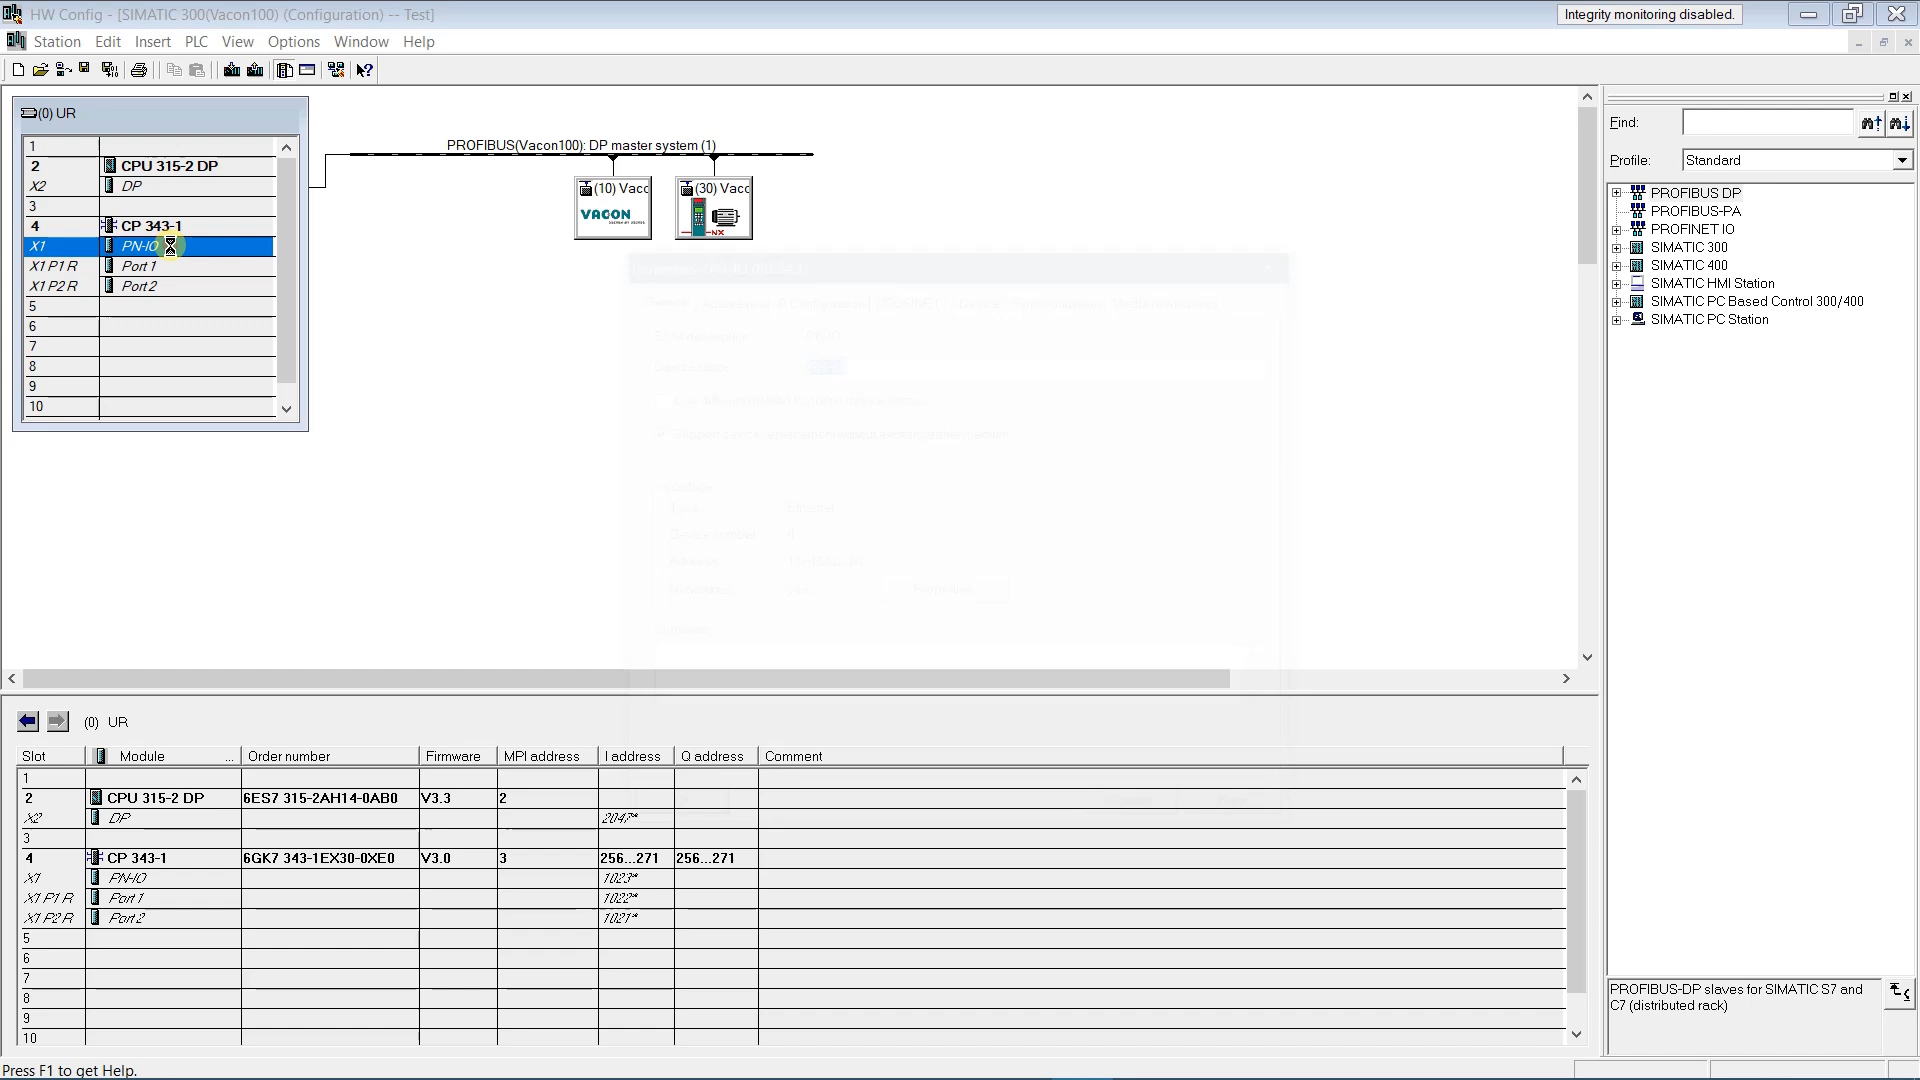 HW Config - [SIMATIC 300(Vacon100) (Configuration) -- Test]
Integrity monitoring disabled.
Station Edit Insert PLC View Options Window Help
(0) UR
1
2 CPU 315-2 DP
X2 DP
3
4 CP 343-1
X1 PN-IO
X1 P1 R Port 1
X1 P2 R Port 2
5
6
7
8
9
10
PROFIBUS(Vacon100): DP master system (1)
(10) Vacc
VACON
(30) Vacc
NX
Find:
Profile: Standard
PROFIBUS DP
PROFIBUS-PA
PROFINET IO
SIMATIC 300
SIMATIC 400
SIMATIC HMI Station
SIMATIC PC Based Control 300/400
SIMATIC PC Station
PROFIBUS-DP slaves for SIMATIC S7 and
C7 (distributed rack)
(0) UR
Slot Module ... Order number Firmware MPI address I address Q address Comment
1
2 CPU 315-2 DP 6ES7 315-2AH14-0AB0 V3.3 2
X2 DP 2047*
3
4 CP 343-1 6GK7 343-1EX30-0XE0 V3.0 3 256...271 256...271
X1 PN-IO 1023*
X1 P1 R Port 1 1022*
X1 P2 R Port 2 1021*
5
6
7
8
9
10
Press F1 to get Help.